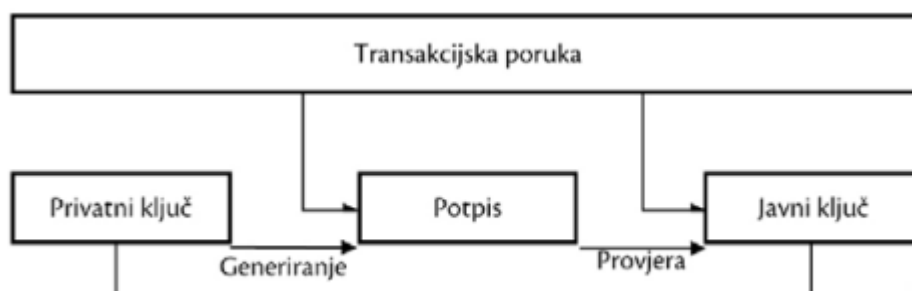 Transakcijska poruka
Privatni ključ
Potpis
Javni ključ
Generiranje
Provjera